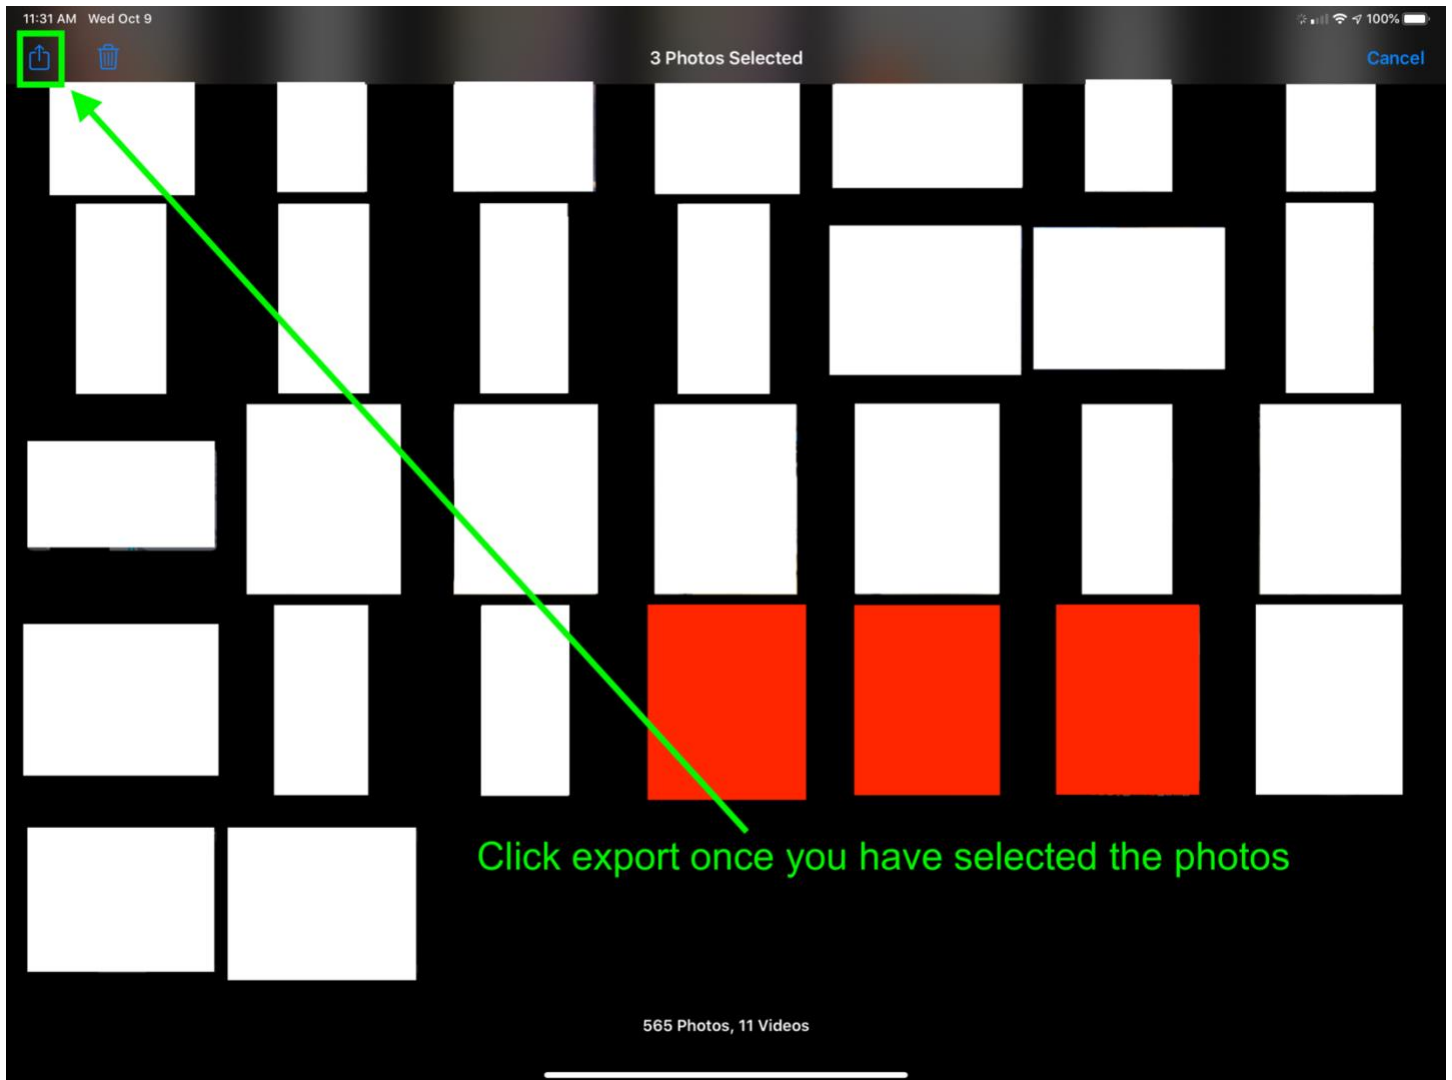 11:31 AM Wed Oct 9
100%
3 Photos Selected
Cancel
Click export once you have selected the photos
565 Photos, 11 Videos